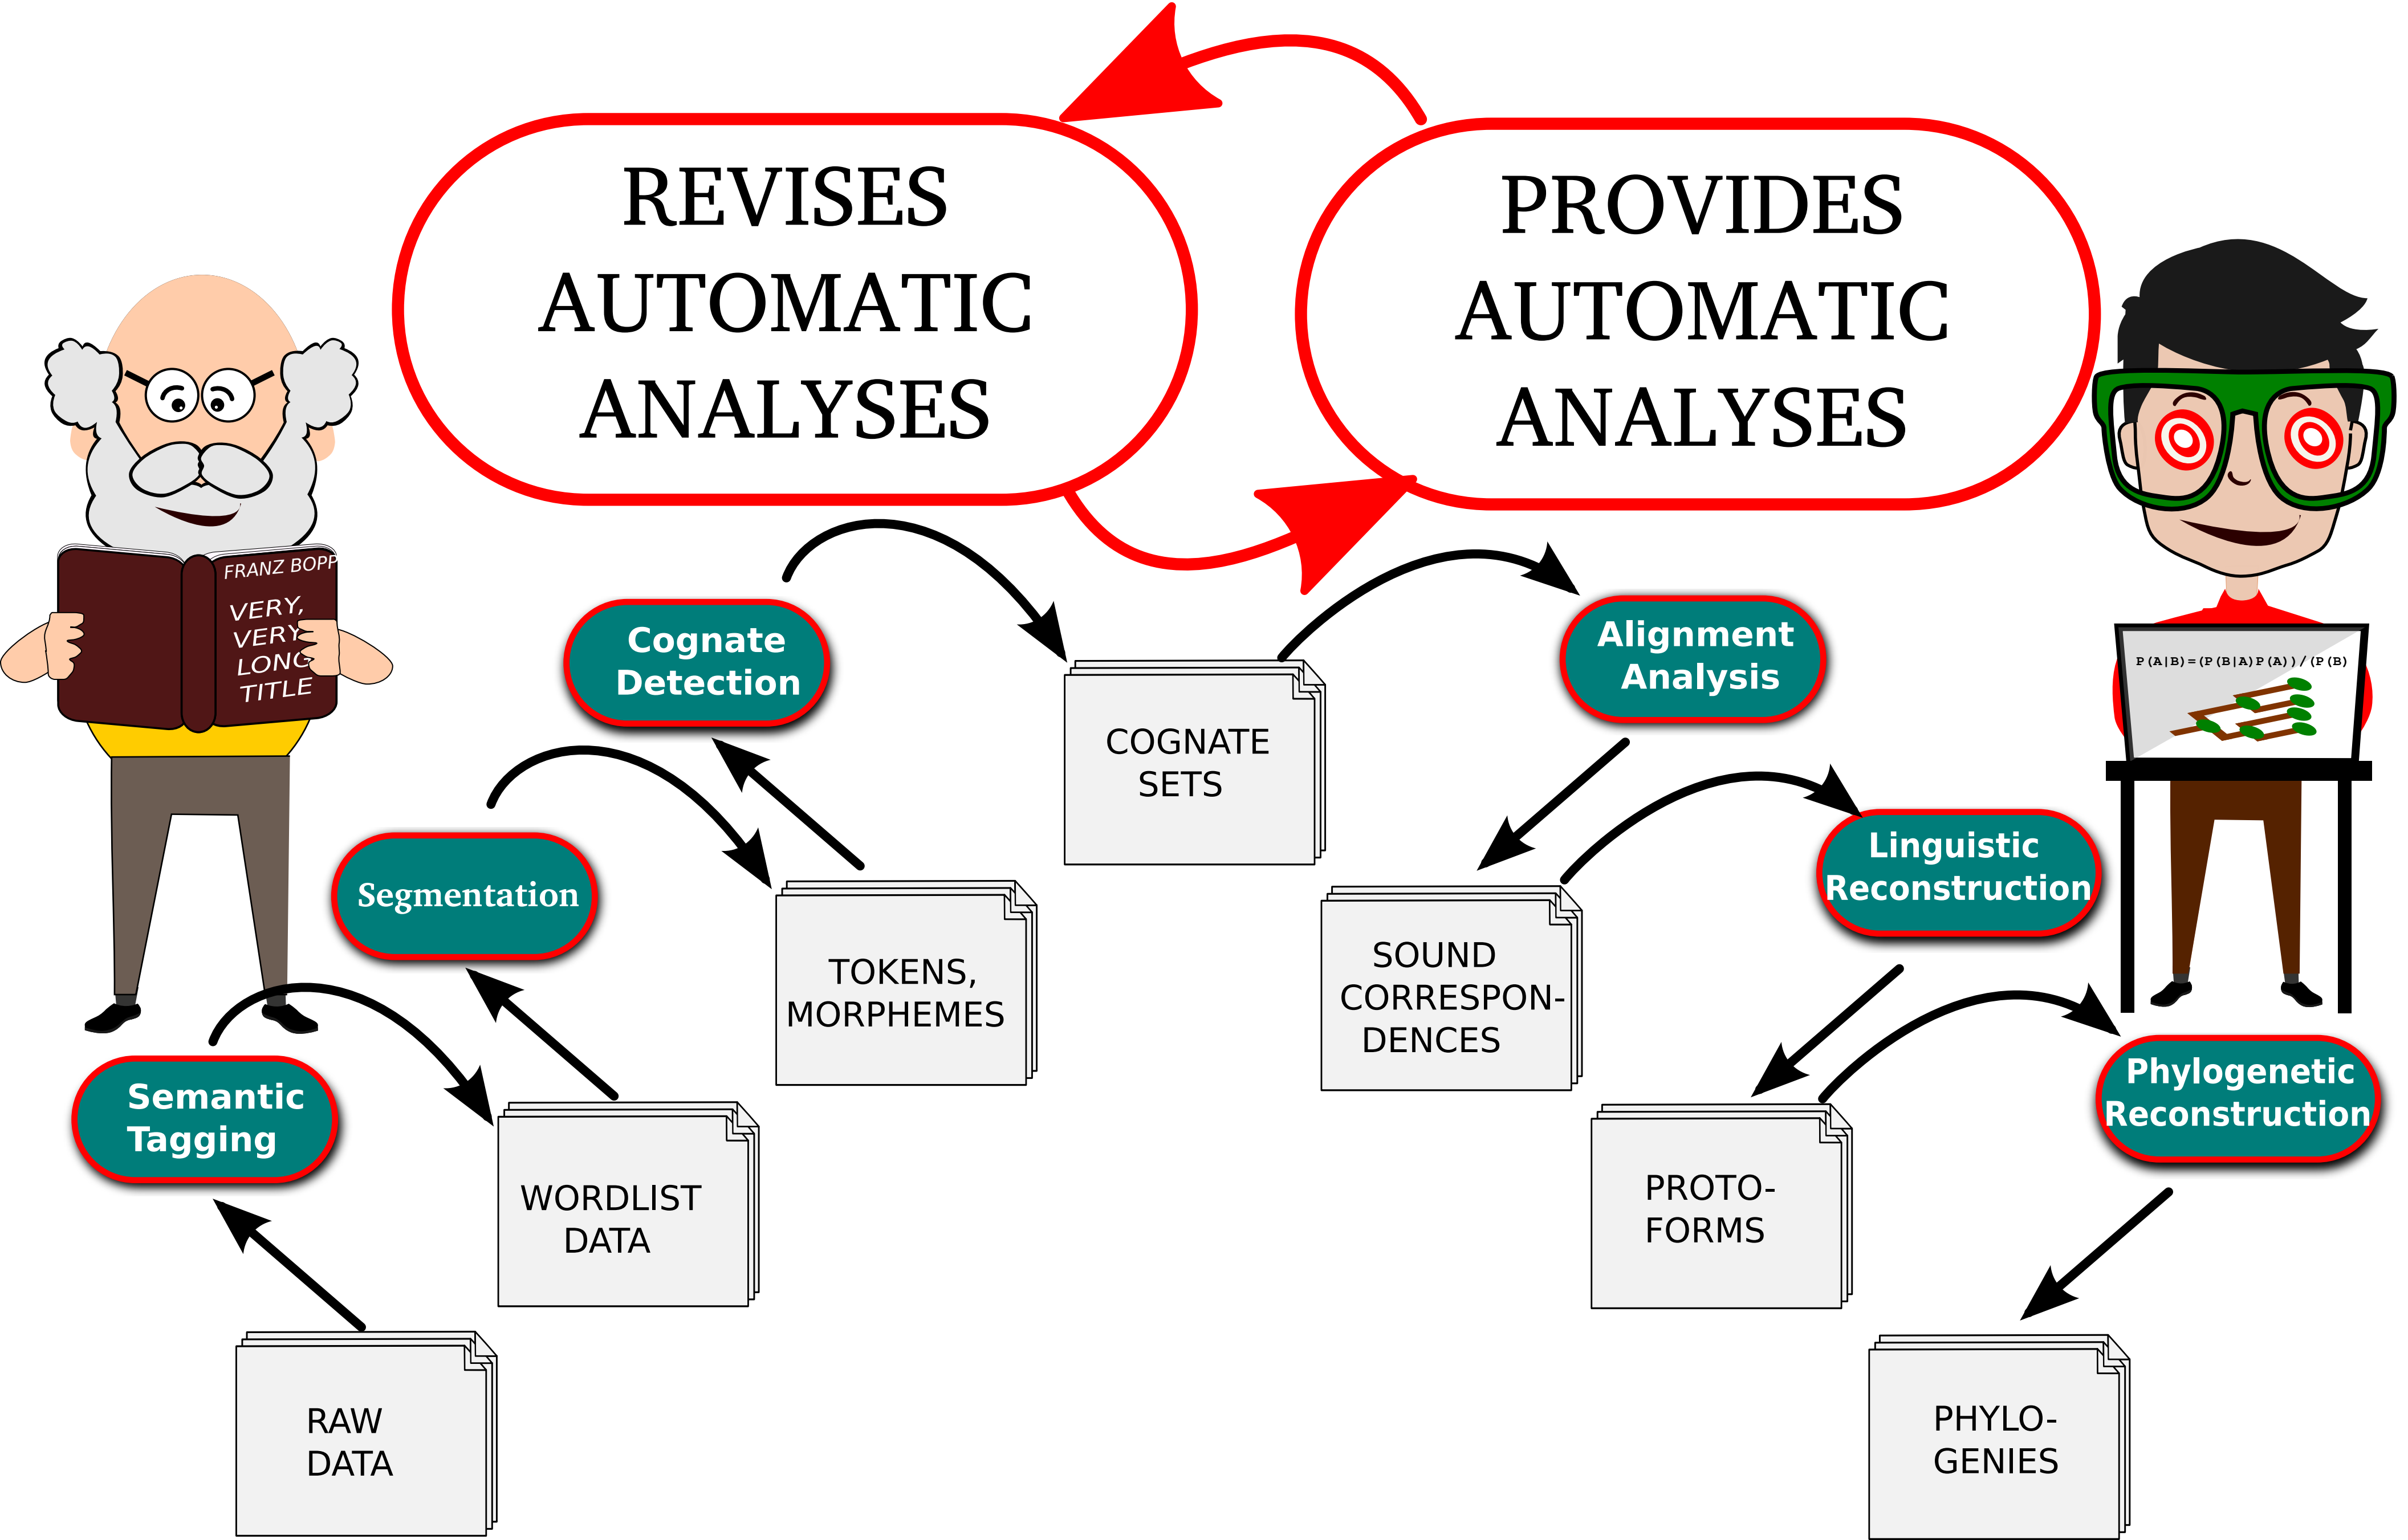 REVISES
AUTOMATIC
ANALYSES
PROVIDES
AUTOMATIC
ANALYSES
FRANZ BOPP
VERY,
VERY
LONG
TITLE
P(A|B)=(P(B|A)P(A))/(P(B)
Cognate
Detection
Alignment
Analysis
COGNATE
SETS
Segmentation
Linguistic
Reconstruction
TOKENS,
MORPHEMES
SOUND
CORRESPON-
DENCES
Semantic
Tagging
Phylogenetic
Reconstruction
WORDLIST
DATA
PROTO-
FORMS
RAW
DATA
PHYLO-
GENIES